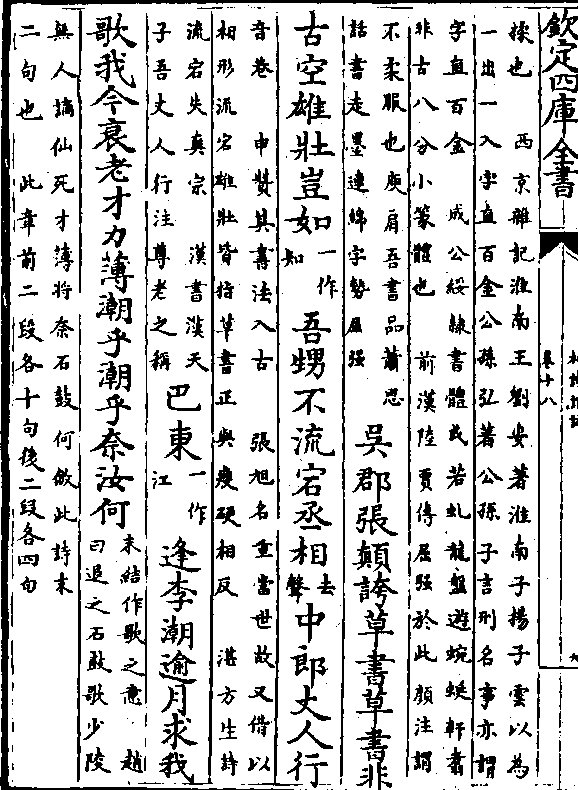 欽定四庫全書
卷十八
據也 西京雜記淮南王劉安著淮南子揚子雲以為
一出一入字直百金公孫弘著公孫子言刑名事亦謂
字直百金 成公綏隸書體或若虬龍盤遊蜿蜒軒翥
非古八分小篆體也 前漢陸賈傳屈强於此顏注謂
不柔服也庾肩吾書品蕭思
話書走墨連綿字勢屈强
吳郡張顛誇草書草書非
古空雄壯豈如一作知吾甥不流宕丞相去聲中郎丈人行
音巷 申贊其書法入古 張旭名重當世故又借以
相形流宕雄壯皆指草書正與瘦硬相反 湛方生詩
流宕失真宗 漢書漢天
子吾丈人行注尊老之稱
巴東一作江逢李潮逾月求我
歌我今衰老才力薄潮乎潮乎奈汝何
末結作歌之意 趙
曰退之石鼓歌少陵
無人謫仙死才薄將奈石鼓何倣此詩末
二句也 此章前二段各十句後二段各四句